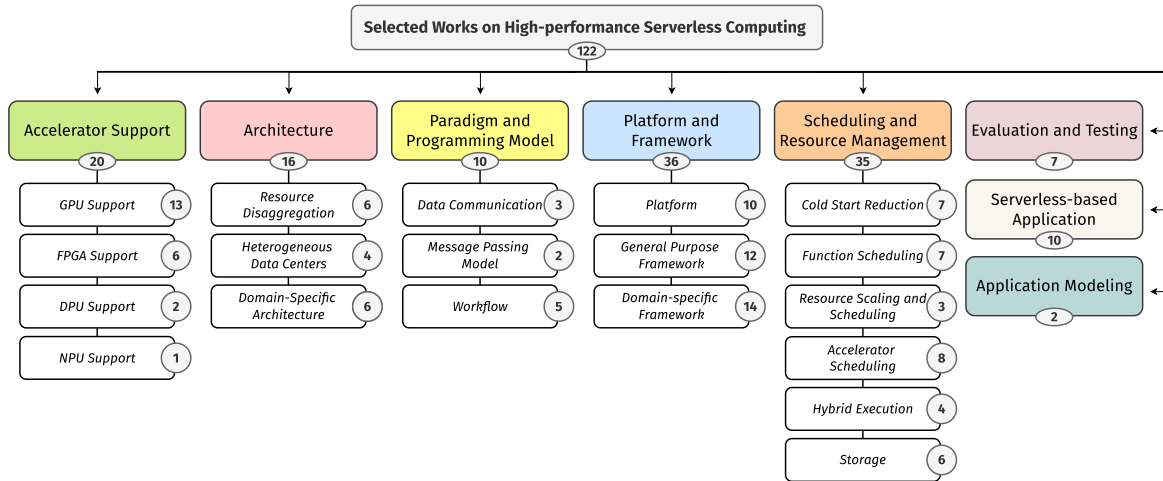 Selected Works on High-performance Serverless Computing
122
Accelerator Support
20
GPU Support
13
FPGA Support
6
DPU Support
2
NPU Support
1
Architecture
16
Resource
Disaggregation
6
Heterogeneous
Data Centers
4
Domain-Specific
Architecture
6
Paradigm and
Programming Model
10
Data Communication
3
Message Passing
Model
2
Workflow
5
Platform and
Framework
36
Platform
10
General Purpose
Framework
12
Domain-specific
Framework
14
Scheduling and
Resource Management
35
Cold Start Reduction
7
Function Scheduling
7
Resource Scaling and
Scheduling
3
Accelerator
Scheduling
8
Hybrid Execution
4
Storage
6
Evaluation and Testing
7
Serverless-based
Application
10
Application Modeling
2